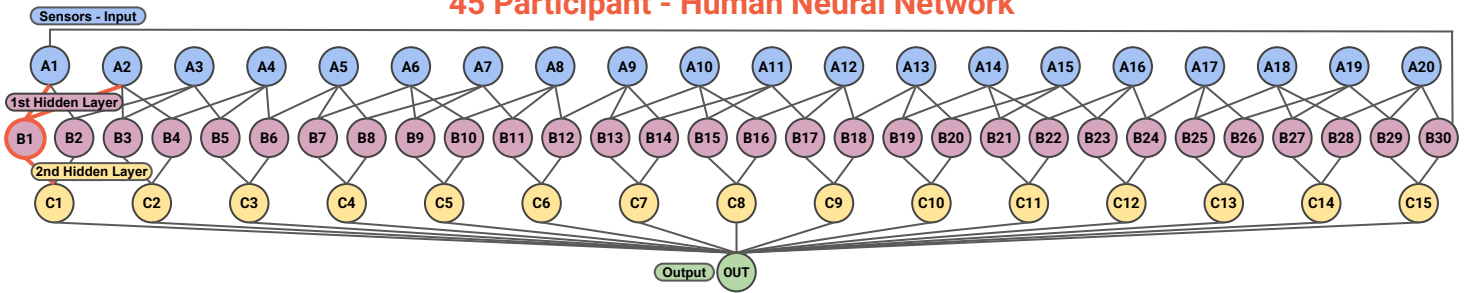 45 Participant - Human Neural Network
Sensors - Input
A1 A2 A3 A4 A5 A6 A7 A8 A9 A10 A11 A12 A13 A14 A15 A16 A17 A18 A19 A20
1st Hidden Layer
B1 B2 B3 B4 B5 B6 B7 B8 B9 B10 B11 B12 B13 B14 B15 B16 B17 B18 B19 B20 B21 B22 B23 B24 B25 B26 B27 B28 B29 B30
2nd Hidden Layer
C1 C2 C3 C4 C5 C6 C7 C8 C9 C10 C11 C12 C13 C14 C15
Output OUT